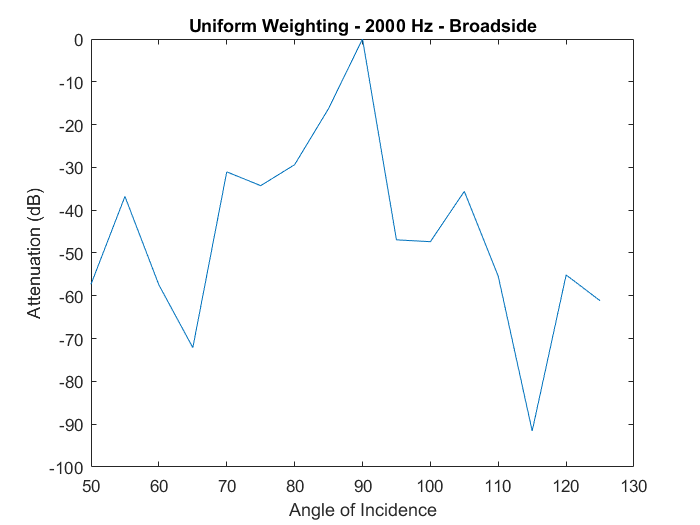 Uniform Weighting - 2000 Hz - Broadside
0
-10
-20
-30
-40
-50
-60
-70
-80
-90
-100
Attenuation (dB)
50 60 70 80 90 100 110 120 130
Angle of Incidence